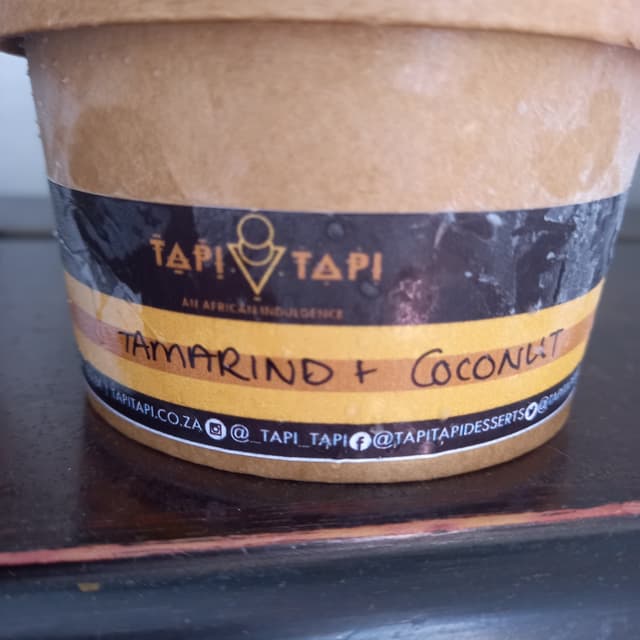 TAPI TAPI
AN AFRICAN INDULGENCE
TAMARIND + COCONUT
TAPITAPI.CO.ZA @_TAPI_TAPI @TAPITAPIDESSERTS